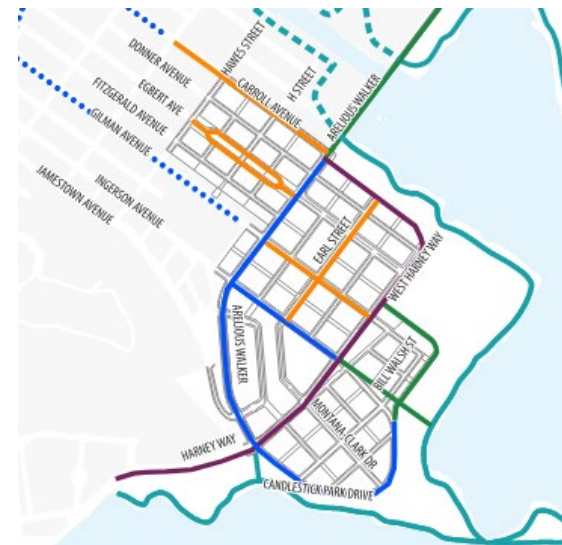 DONNER AVENUE
HAWES STREET
EGBERT AVE
CARROLL AVENUE
H STREET
ARELIOUS WALKER
FITZGERALD AVENUE
GILMAN AVENUE
JAMESTOWN AVENUE
INGERSON AVENUE
EARL STREET
WEST HARNEY WAY
ARELIOUS WALKER
BILL WALSH ST
MONTANA-CLARK DR
HARNEY WAY
CANDLESTICK PARK DRIVE